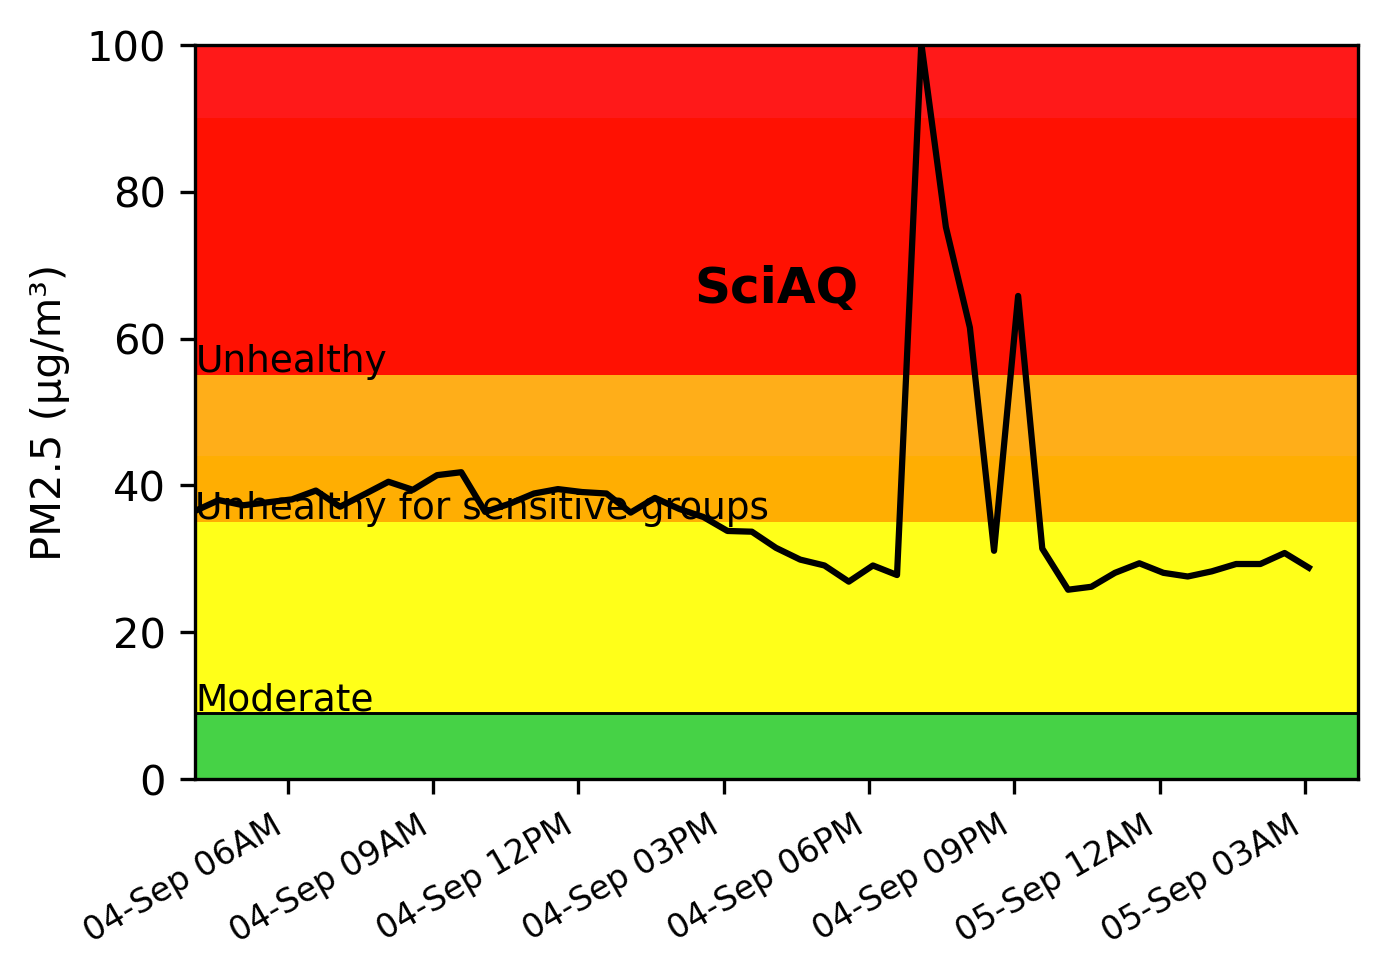 100
80
60
40
20
0
PM2.5 (µg/m³)
SciAQ
Unhealthy
Unhealthy for sensitive groups
Moderate
04-Sep 06AM
04-Sep 09AM
04-Sep 12PM
04-Sep 03PM
04-Sep 06PM
04-Sep 09PM
05-Sep 12AM
05-Sep 03AM